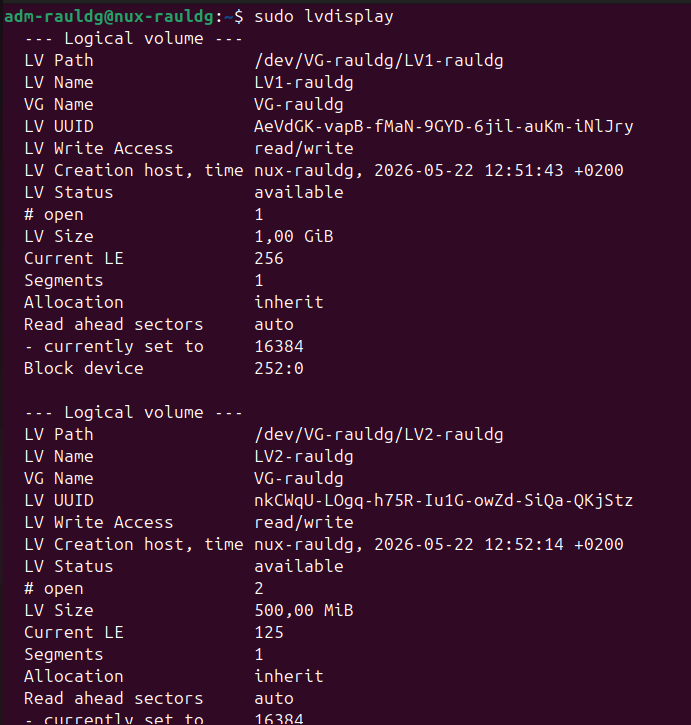 adm-rauldg@nux-rauldg:~$ sudo lvdisplay
--- Logical volume ---
LV Path                /dev/VG-rauldg/LV1-rauldg
LV Name                LV1-rauldg
VG Name                VG-rauldg
LV UUID                AeVdGK-vapB-fMaN-9GYD-6jil-auKm-iNlJry
LV Write Access        read/write
LV Creation host, time nux-rauldg, 2026-05-22 12:51:43 +0200
LV Status              available
# open                 1
LV Size                1,00 GiB
Current LE             256
Segments               1
Allocation             inherit
Read ahead sectors     auto
- currently set to     16384
Block device           252:0
--- Logical volume ---
LV Path                /dev/VG-rauldg/LV2-rauldg
LV Name                LV2-rauldg
VG Name                VG-rauldg
LV UUID                nkCWqU-LOgq-h75R-Iu1G-owZd-SiQa-QKjStz
LV Write Access        read/write
LV Creation host, time nux-rauldg, 2026-05-22 12:52:14 +0200
LV Status              available
# open                 2
LV Size                500,00 MiB
Current LE             125
Segments               1
Allocation             inherit
Read ahead sectors     auto
- currently set to     16384